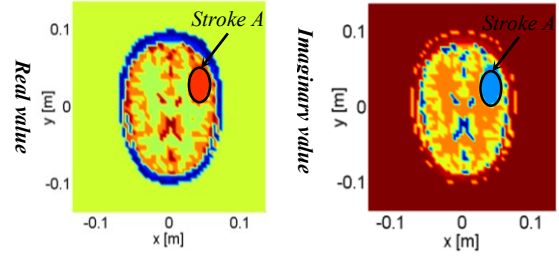 Stroke A
Real value
0.1
0
-0.1
y [m]
-0.1
0
0.1
x [m]
Stroke A
Imaginary value
0.1
0
-0.1
y [m]
-0.1
0
0.1
x [m]